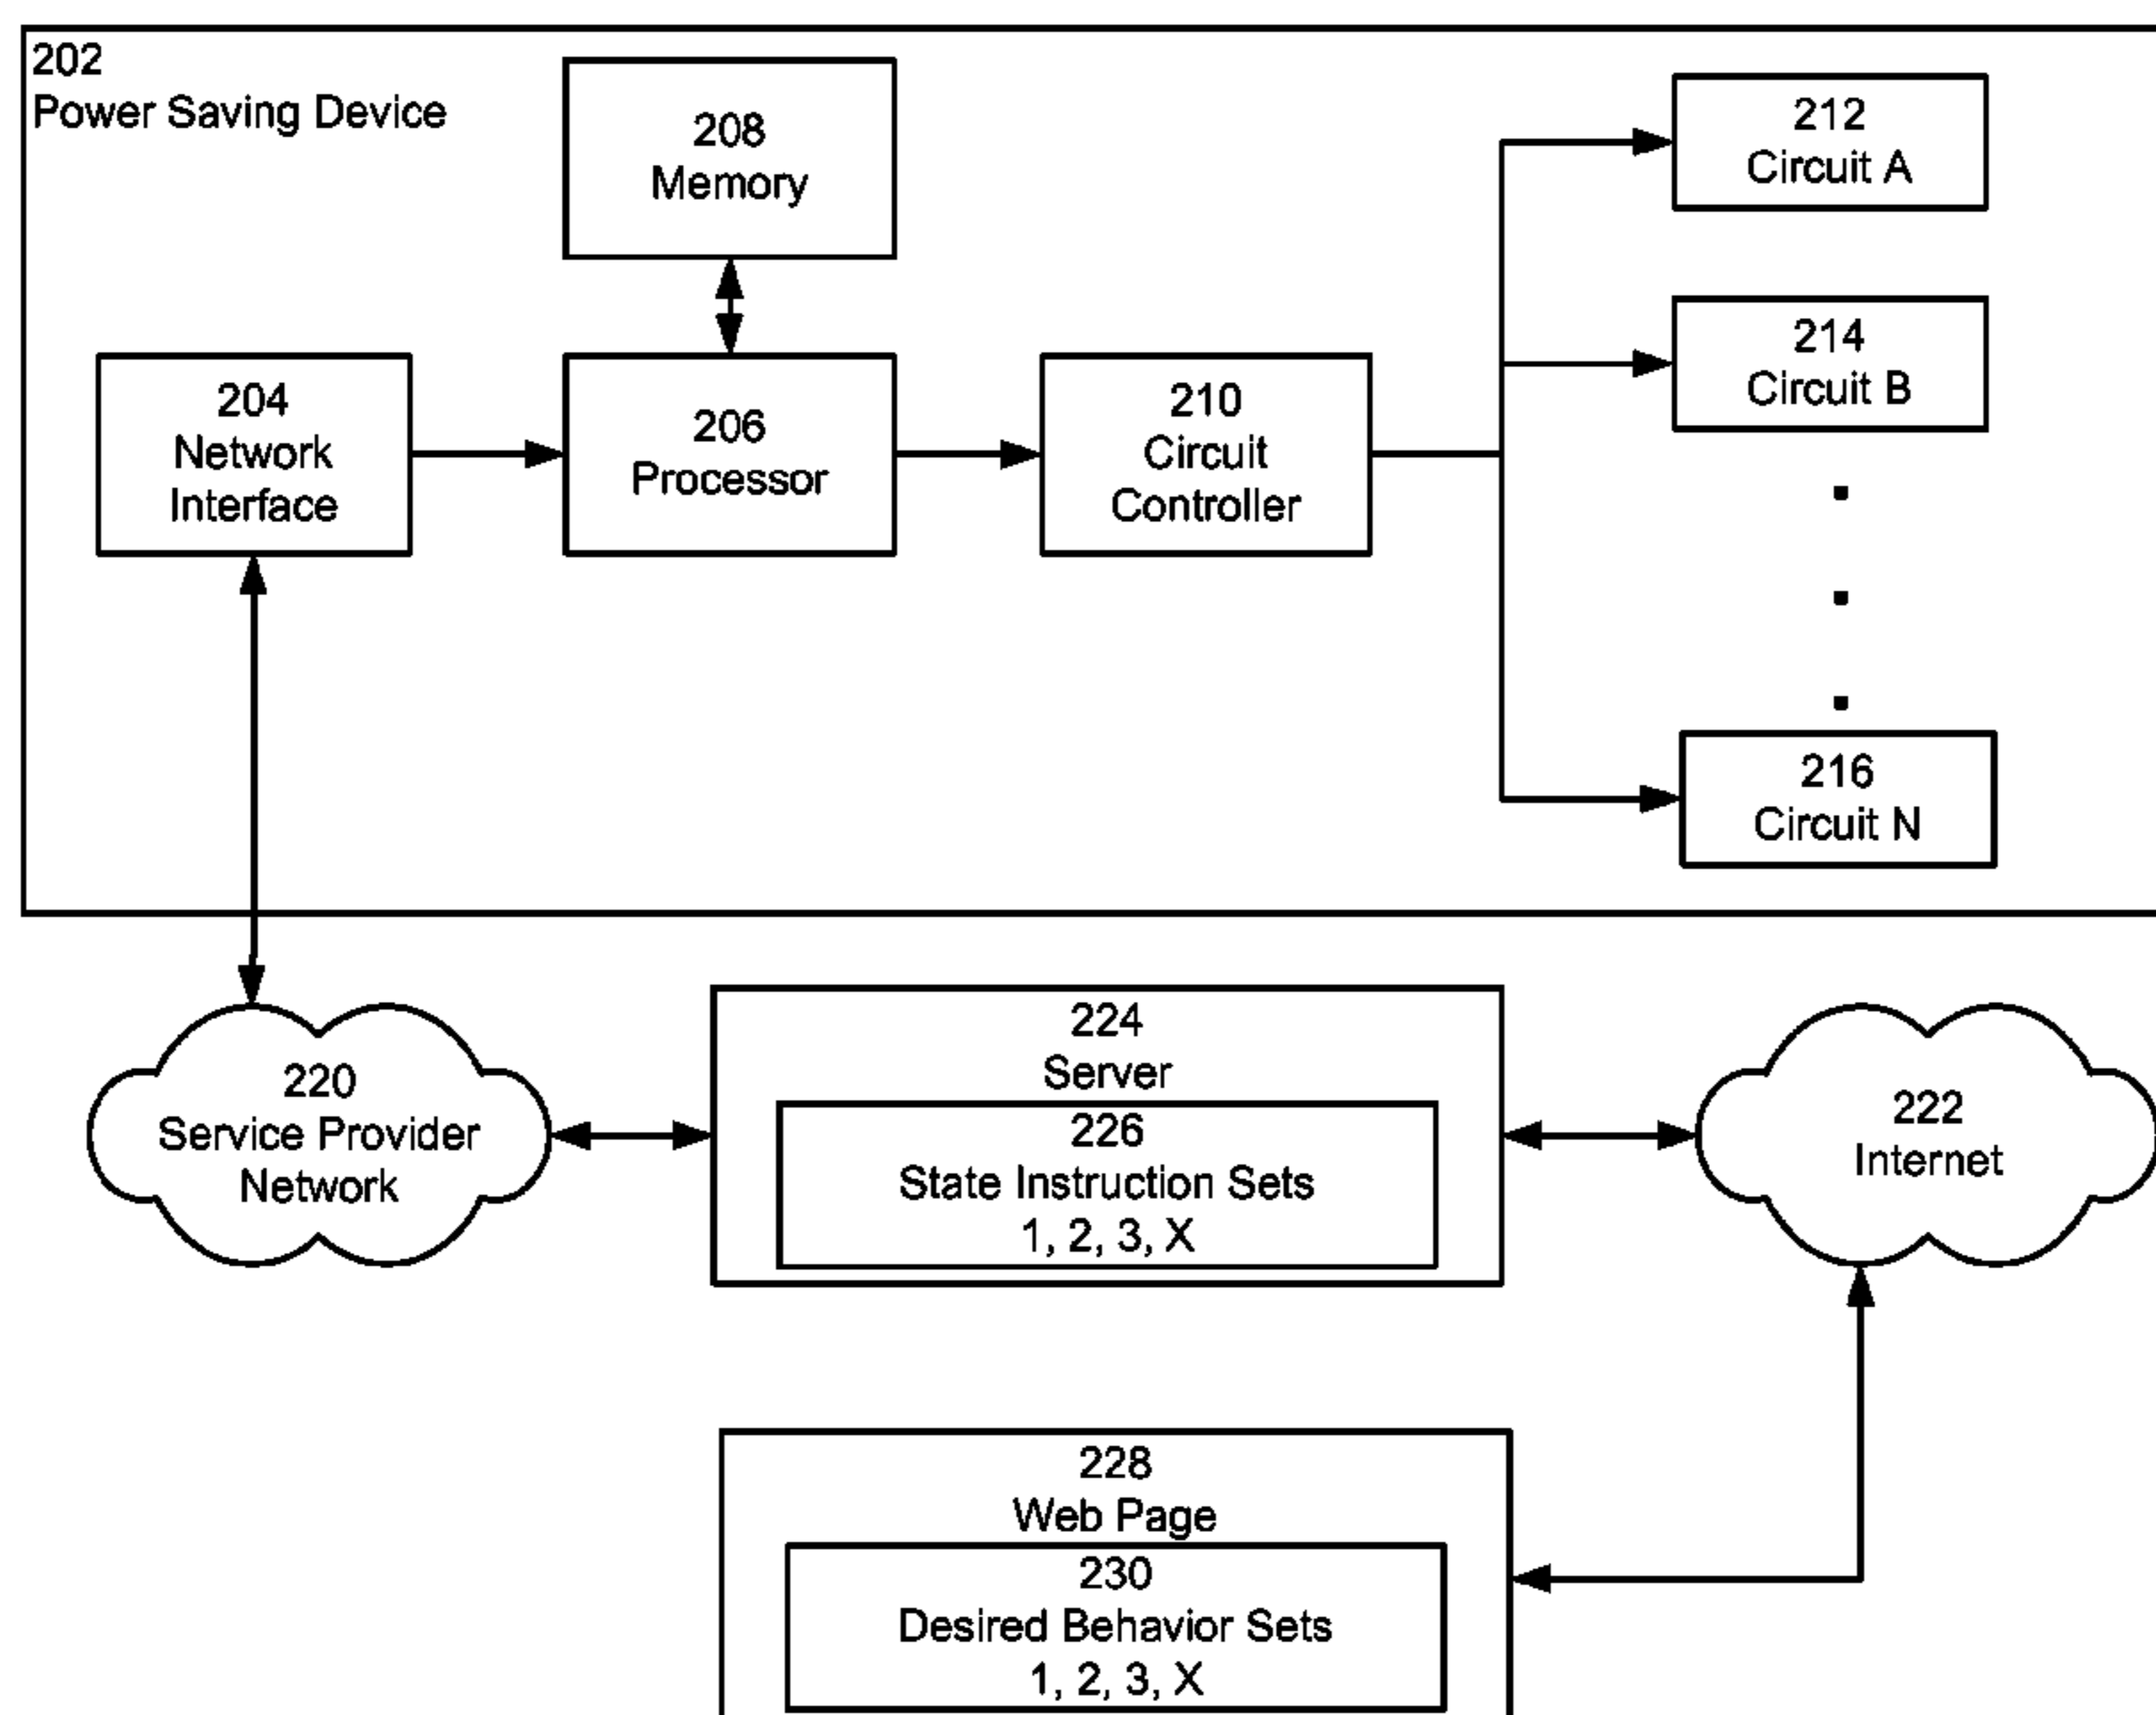 202
Power Saving Device
208
Memory
212
Circuit A
214
Circuit B
204
Network
Interface
206
Processor
210
Circuit
Controller
216
Circuit N
220
Service Provider
Network
224
Server
226
State Instruction Sets
1, 2, 3, X
222
Internet
228
Web Page
230
Desired Behavior Sets
1, 2, 3, X